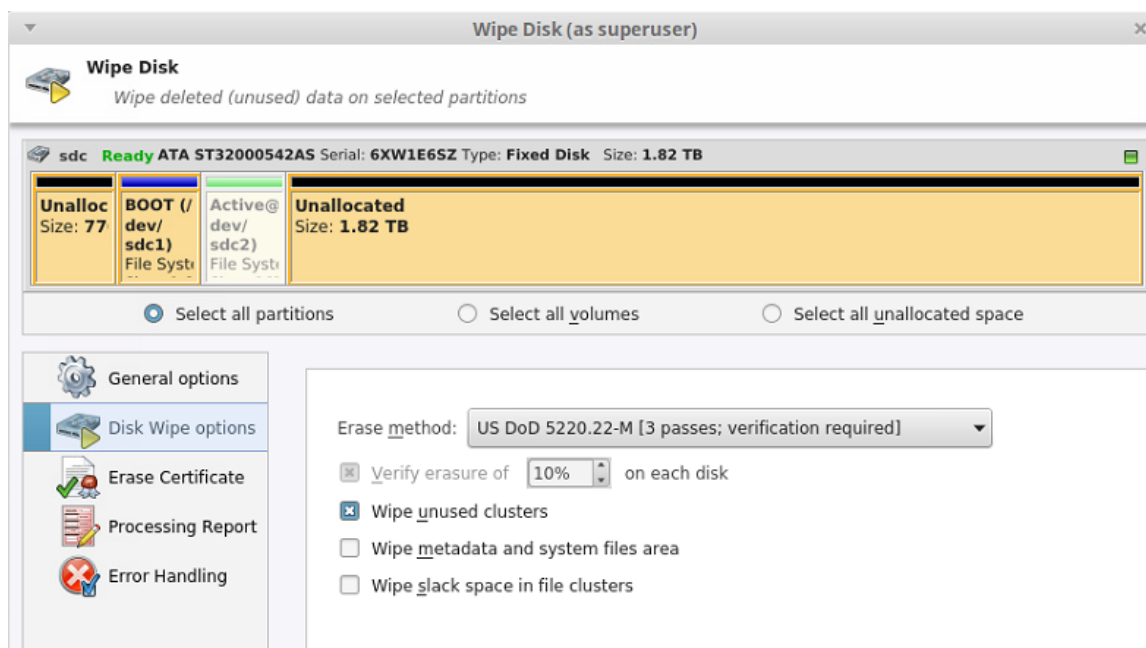 Wipe Disk (as superuser)
Wipe Disk
Wipe deleted (unused) data on selected partitions
sdc Ready ATA ST32000542AS Serial: 6XW1E6SZ Type: Fixed Disk Size: 1.82 TB
Unalloc
Size: 77
BOOT (/
dev/
sdc1)
File Syst
Active@
dev/
sdc2)
File Syst
Unallocated
Size: 1.82 TB
Select all partitions Select all volumes Select all unallocated space
General options
Disk Wipe options
Erase Certificate
Processing Report
Error Handling
Erase method: US DoD 5220.22-M [3 passes; verification required]
Verify erasure of 10% on each disk
Wipe unused clusters
Wipe metadata and system files area
Wipe slack space in file clusters